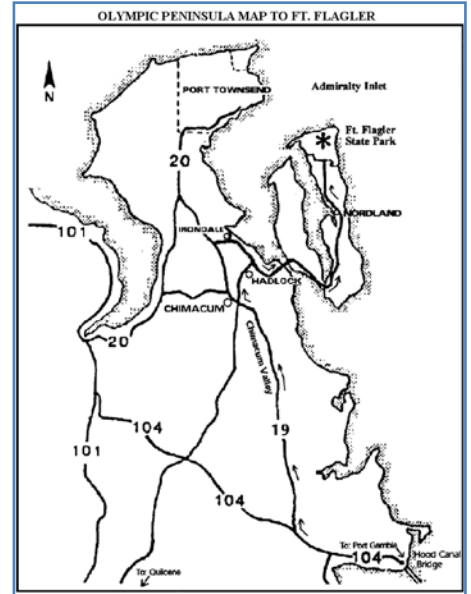 OLYMPIC PENINSULA MAP TO FT. FLAGLER
N
PORT TOWNSEND
Admiralty Inlet
Ft. Flagler
State Park
*
20
NORDLAND
101
IRONDALE
HADLOCK
CHIMACUM
20
Chimacum Valley
104
19
101
104
To: Port Gamble
104
Hood Canal
Bridge
To: Quilcene